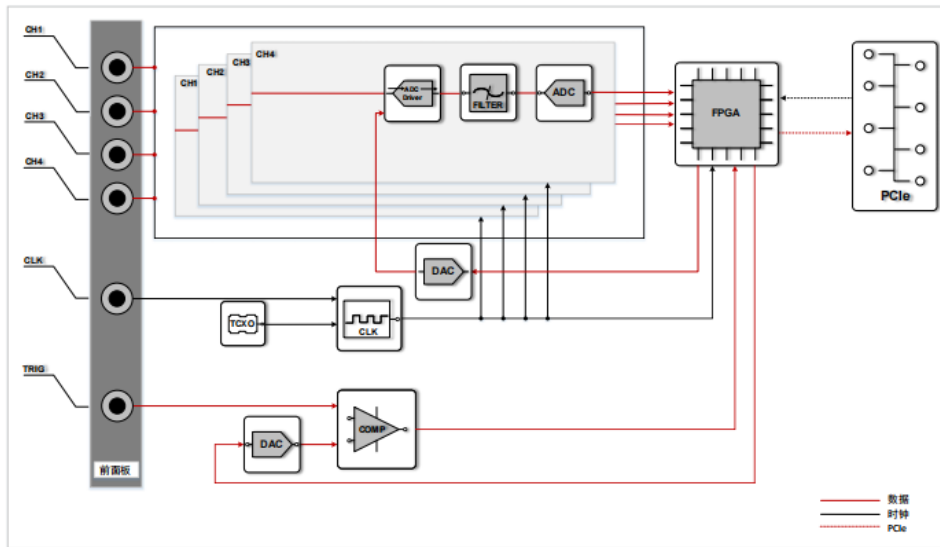 CH1
CH2
CH3
CH4
CLK
TRIG
前面板
CH1
CH2
CH3
CH4
ADC
Driver
FILTER
ADC
FPGA
PCIe
DAC
TCXO
CLK
DAC
COMP
数据
时钟
PCIe